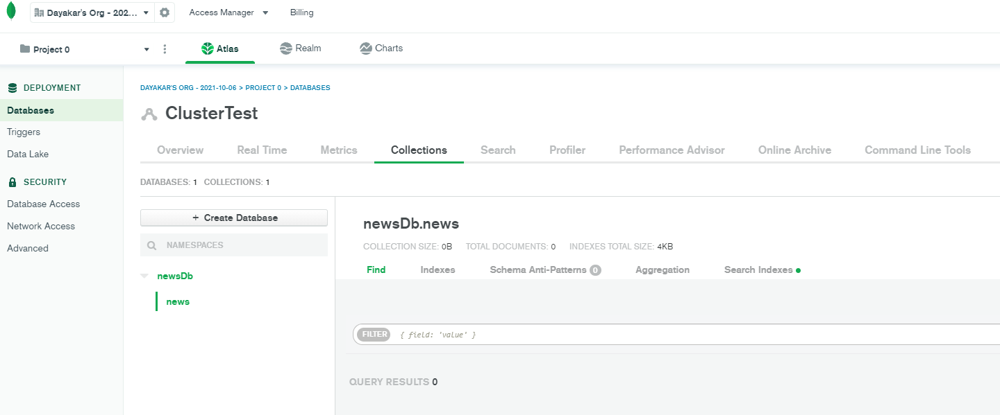 Dayakar's Org - 202... Access Manager Billing
Project 0 Atlas Realm Charts
DEPLOYMENT
Databases
Triggers
Data Lake
SECURITY
Database Access
Network Access
Advanced
DAYAKAR'S ORG - 2021-10-06 > PROJECT 0 > DATABASES
ClusterTest
Overview Real Time Metrics Collections Search Profiler Performance Advisor Online Archive Command Line Tools
DATABASES: 1 COLLECTIONS: 1
+ Create Database
NAMESPACES
newsDb
news
newsDb.news
COLLECTION SIZE: 0B TOTAL DOCUMENTS: 0 INDEXES TOTAL SIZE: 4KB
Find Indexes Schema Anti-Patterns 0 Aggregation Search Indexes
FILTER { field: 'value' }
QUERY RESULTS 0